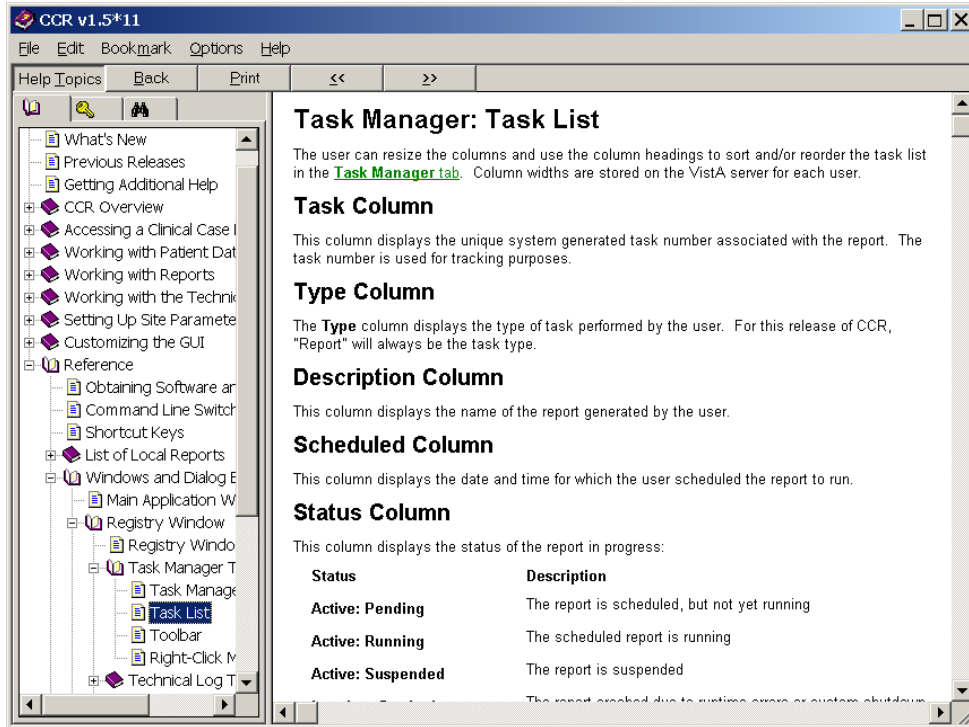 CCR v1.5*11
File Edit Bookmark Options Help
Help Topics Back Print << >>
What's New
Previous Releases
Getting Additional Help
CCR Overview
Accessing a Clinical Case
Working with Patient Dat
Working with Reports
Working with the Techni
Setting Up Site Paramete
Customizing the GUI
Reference
Obtaining Software ar
Command Line Switch
Shortcut Keys
List of Local Reports
Windows and Dialog B
Main Application W
Registry Window
Registry Windo
Task Manager T
Task Manage
Task List
Toolbar
Right-Click M
Technical Log T
Task Manager: Task List
The user can resize the columns and use the column headings to sort and/or reorder the task list
in the Task Manager tab. Column widths are stored on the VistA server for each user.
Task Column
This column displays the unique system generated task number associated with the report. The
task number is used for tracking purposes.
Type Column
The Type column displays the type of task performed by the user. For this release of CCR,
"Report" will always be the task type.
Description Column
This column displays the name of the report generated by the user.
Scheduled Column
This column displays the date and time for which the user scheduled the report to run.
Status Column
This column displays the status of the report in progress:
Status Description
Active: Pending The report is scheduled, but not yet running
Active: Running The scheduled report is running
Active: Suspended The report is suspended
The report crashed due to runtime errors or system shutdown